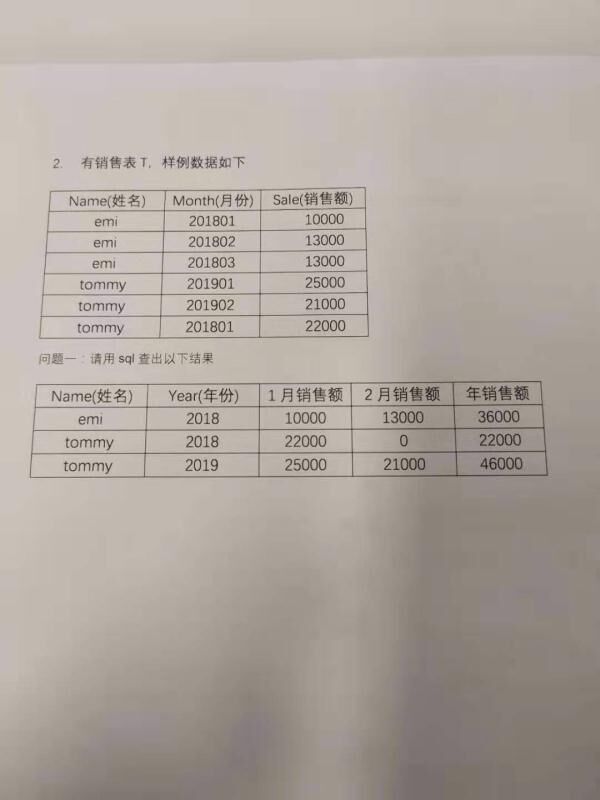 2. 有销售表 T，样例数据如下
Name(姓名) Month(月份) Sale(销售额)
emi 201801 10000
emi 201802 13000
emi 201803 13000
tommy 201901 25000
tommy 201902 21000
tommy 201801 22000
问题一：请用 sql 查出以下结果
Name(姓名) Year(年份) 1 月销售额 2 月销售额 年销售额
emi 2018 10000 13000 36000
tommy 2018 22000 0 22000
tommy 2019 25000 21000 46000